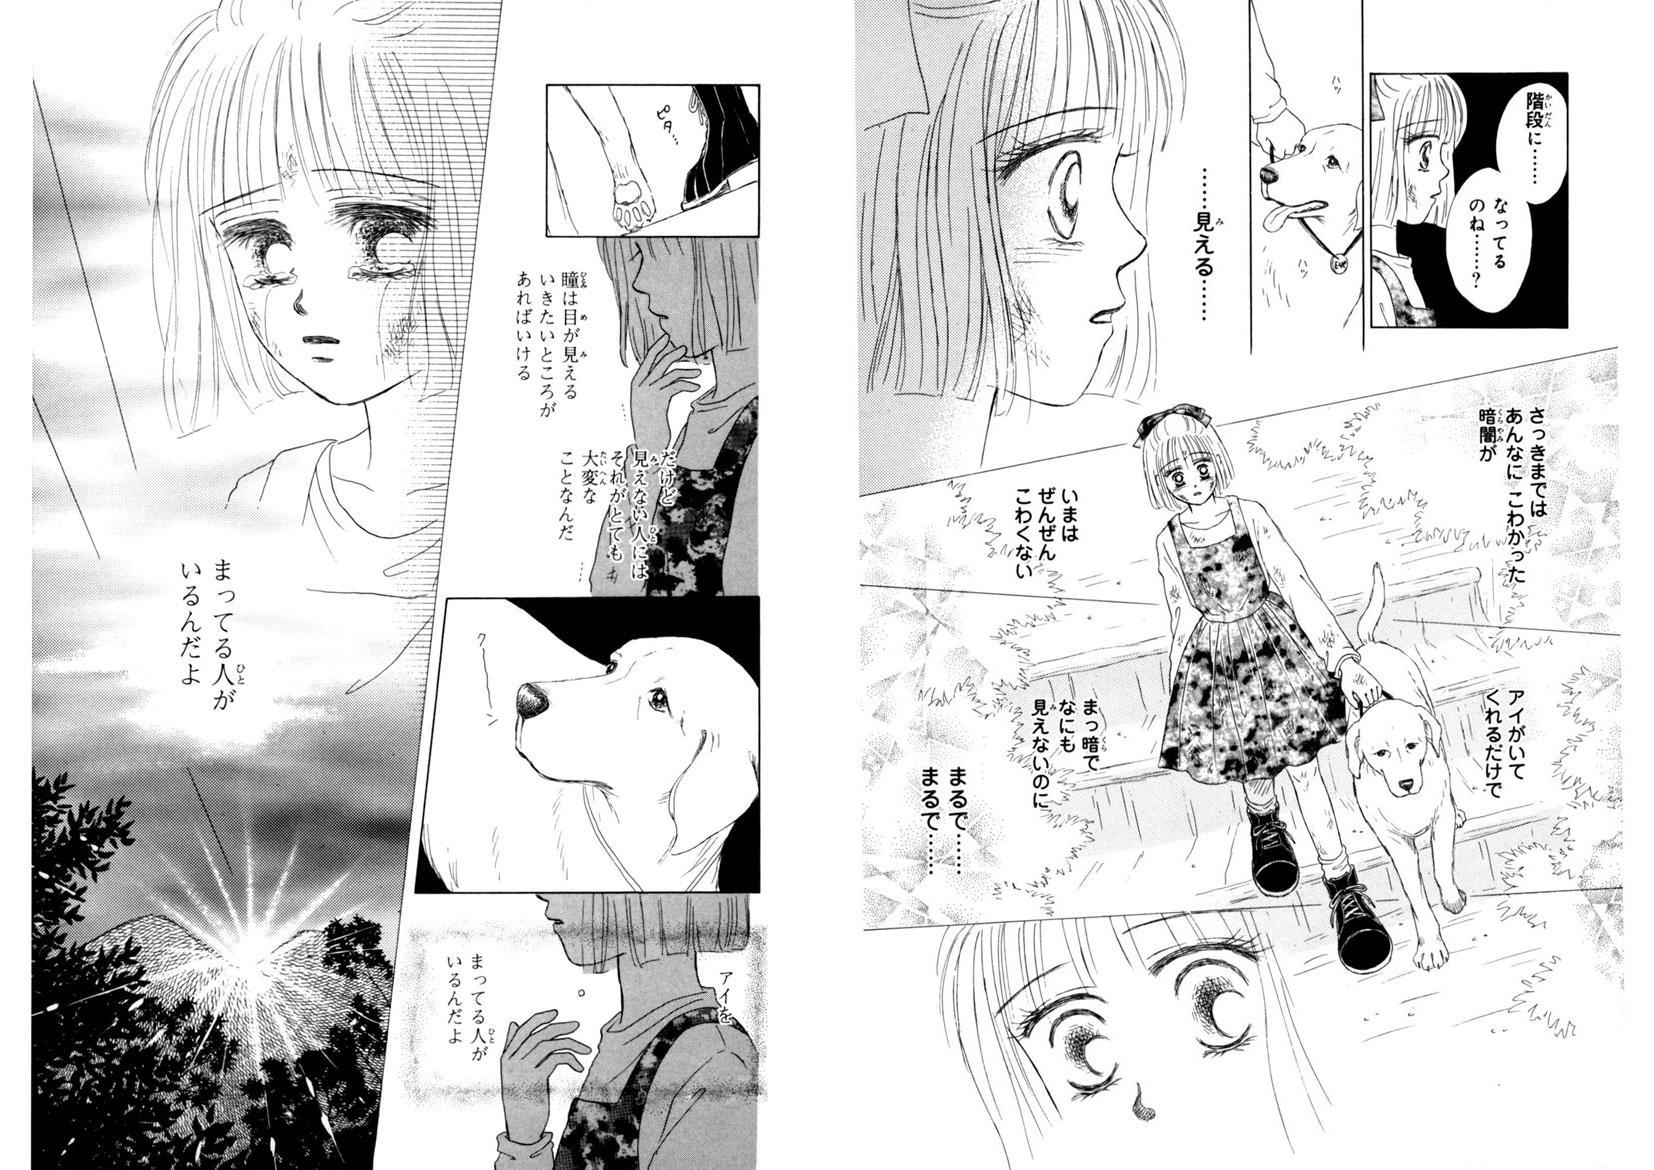 階段に……
なってる
のね……?
ハッ
ハッ
EYE
……見える……
さっきまでは
あんなに こわかった
暗闇が
いまは
ぜんぜん
こわくない
アイがいて
くれるだけで
まっ暗で
なにも
見えないのに
まるで……
まるで……
ピタ…
瞳は目が見える
いきたいところが
あればいける
だけど
見えない人には
それがとても
大変な
ことなんだ
クーン
アイを
まってる人が
いるんだよ
まってる人が
いるんだよ